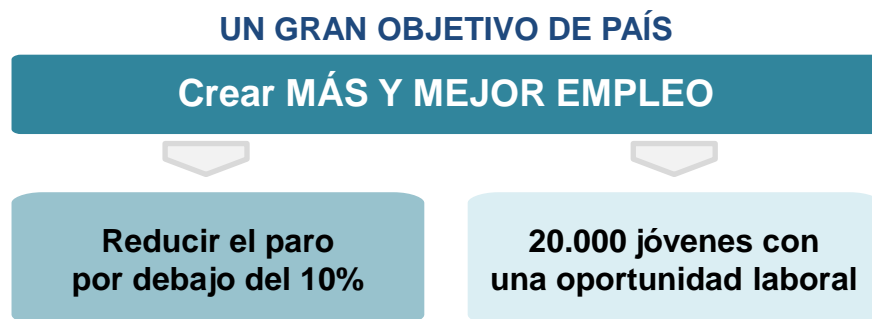 UN GRAN OBJETIVO DE PAÍS
Crear MÁS Y MEJOR EMPLEO
Reducir el paro
por debajo del 10%
20.000 jóvenes con
una oportunidad laboral